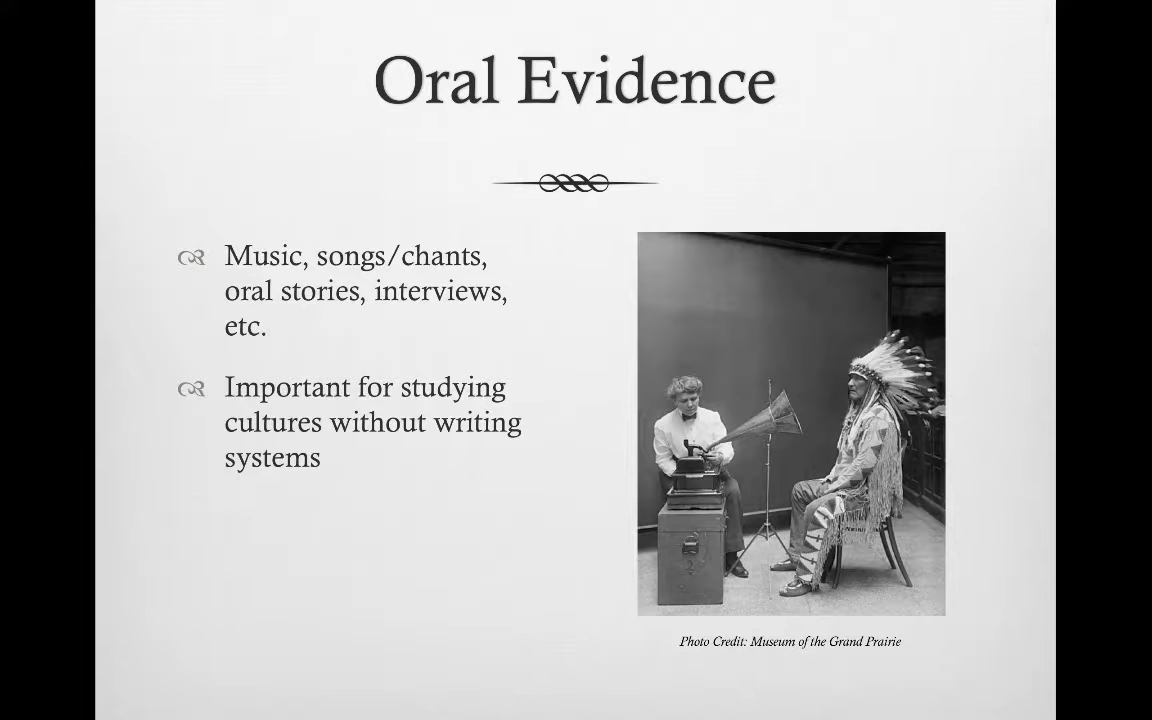 Oral Evidence
Music, songs/chants,
oral stories, interviews,
etc.
Important for studying
cultures without writing
systems
Photo Credit: Museum of the Grand Prairie